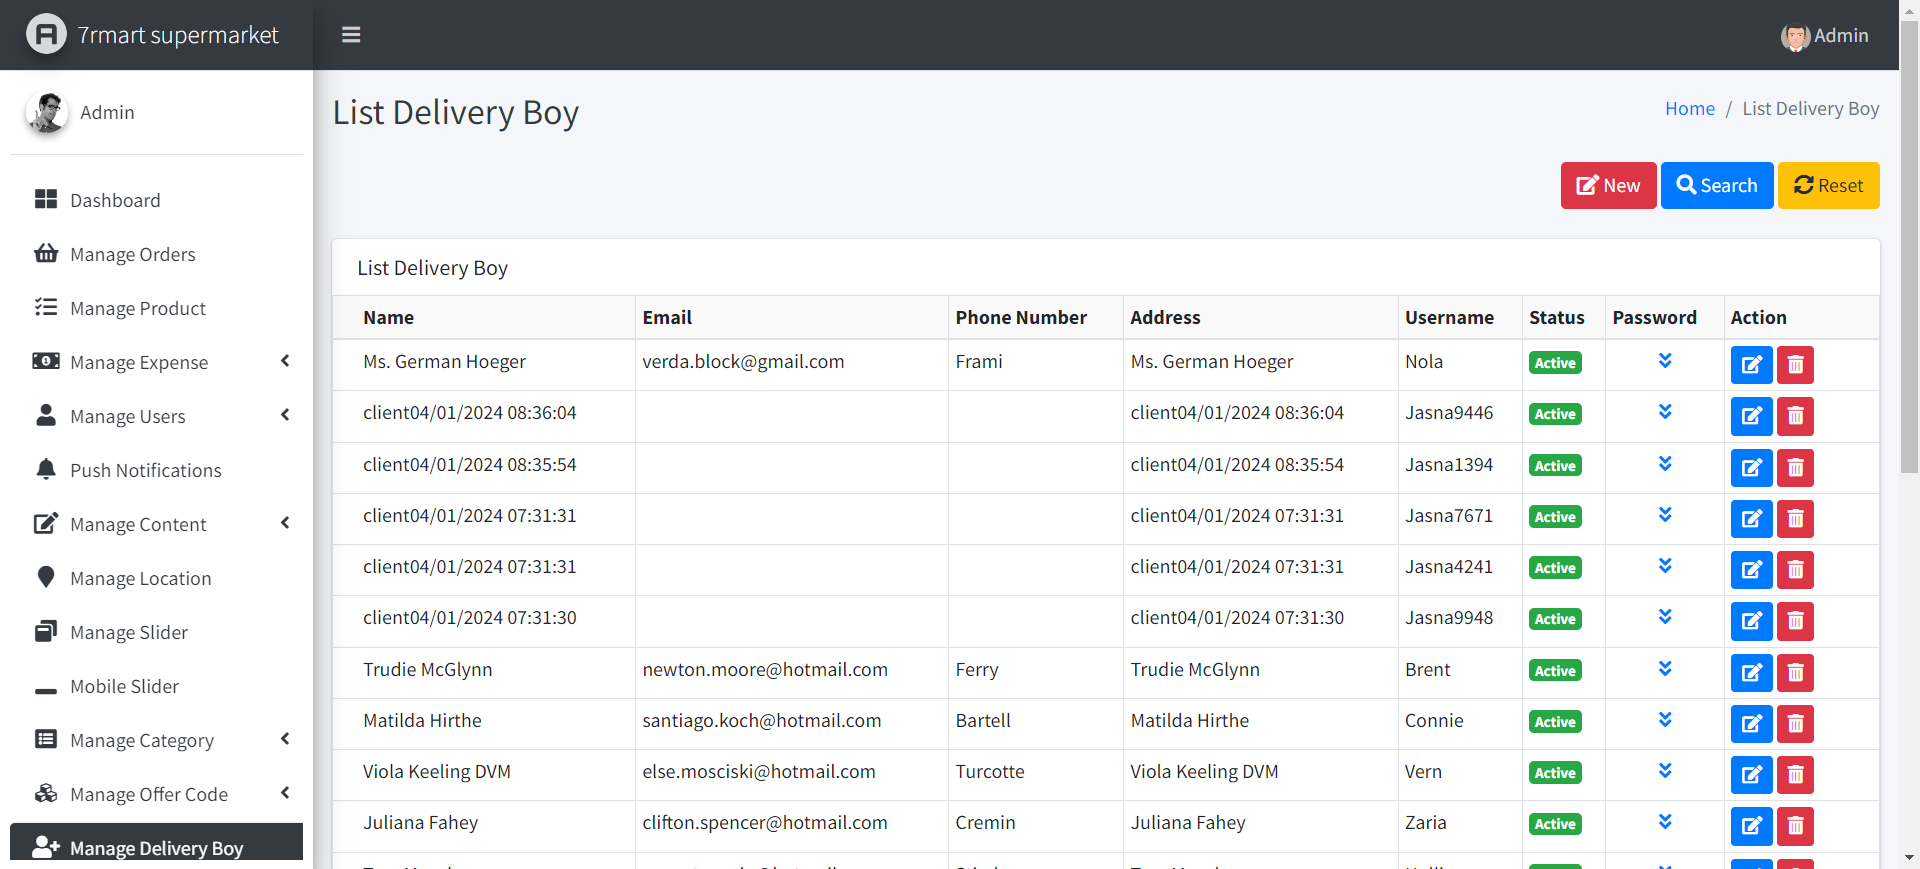 7rmart supermarket
Admin
Admin
Dashboard
Manage Orders
Manage Product
Manage Expense
Manage Users
Push Notifications
Manage Content
Manage Location
Manage Slider
Mobile Slider
Manage Category
Manage Offer Code
Manage Delivery Boy
List Delivery Boy
Home / List Delivery Boy
New Search Reset
List Delivery Boy
Name Email Phone Number Address Username Status Password Action
Ms. German Hoeger verda.block@gmail.com Frami Ms. German Hoeger Nola Active
client04/01/2024 08:36:04 client04/01/2024 08:36:04 Jasna9446 Active
client04/01/2024 08:35:54 client04/01/2024 08:35:54 Jasna1394 Active
client04/01/2024 07:31:31 client04/01/2024 07:31:31 Jasna7671 Active
client04/01/2024 07:31:31 client04/01/2024 07:31:31 Jasna4241 Active
client04/01/2024 07:31:30 client04/01/2024 07:31:30 Jasna9948 Active
Trudie McGlynn newton.moore@hotmail.com Ferry Trudie McGlynn Brent Active
Matilda Hirthe santiago.koch@hotmail.com Bartell Matilda Hirthe Connie Active
Viola Keeling DVM else.mosciski@hotmail.com Turcotte Viola Keeling DVM Vern Active
Juliana Fahey clifton.spencer@hotmail.com Cremin Juliana Fahey Zaria Active